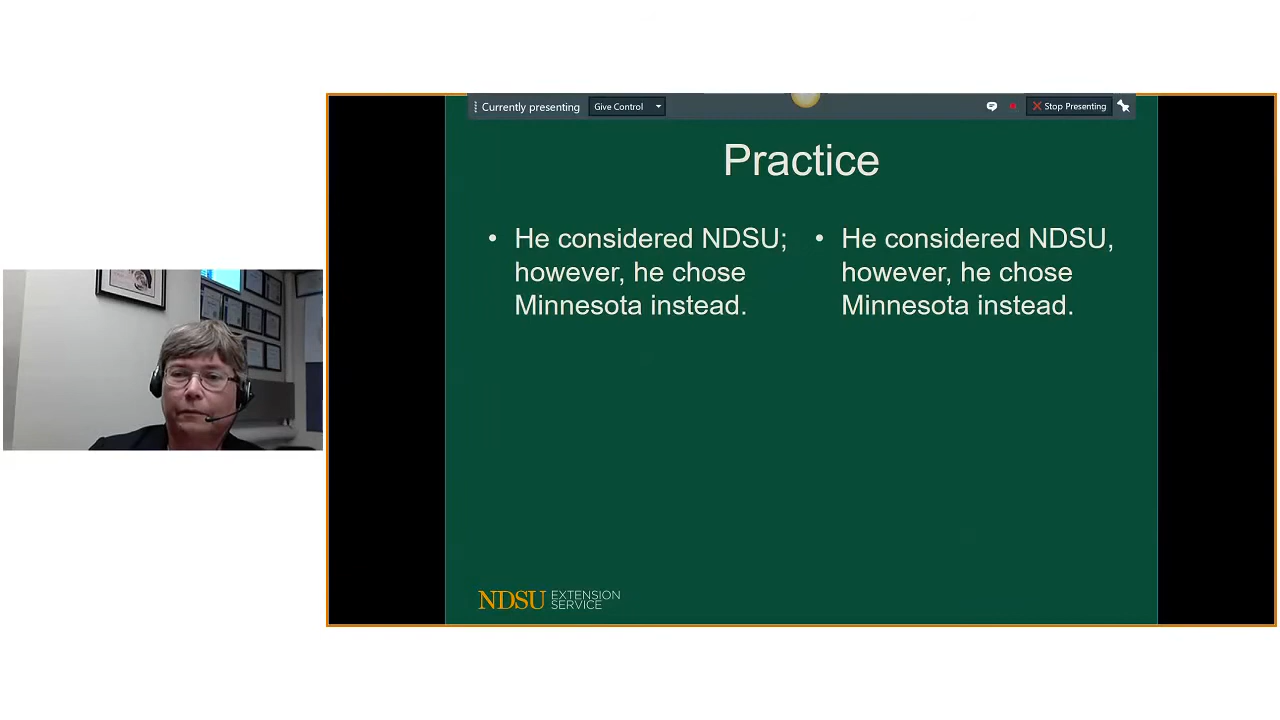 Currently presenting Give Control Stop Presenting
Practice
• He considered NDSU;
however, he chose
Minnesota instead.
• He considered NDSU,
however, he chose
Minnesota instead.
NDSU EXTENSION
SERVICE